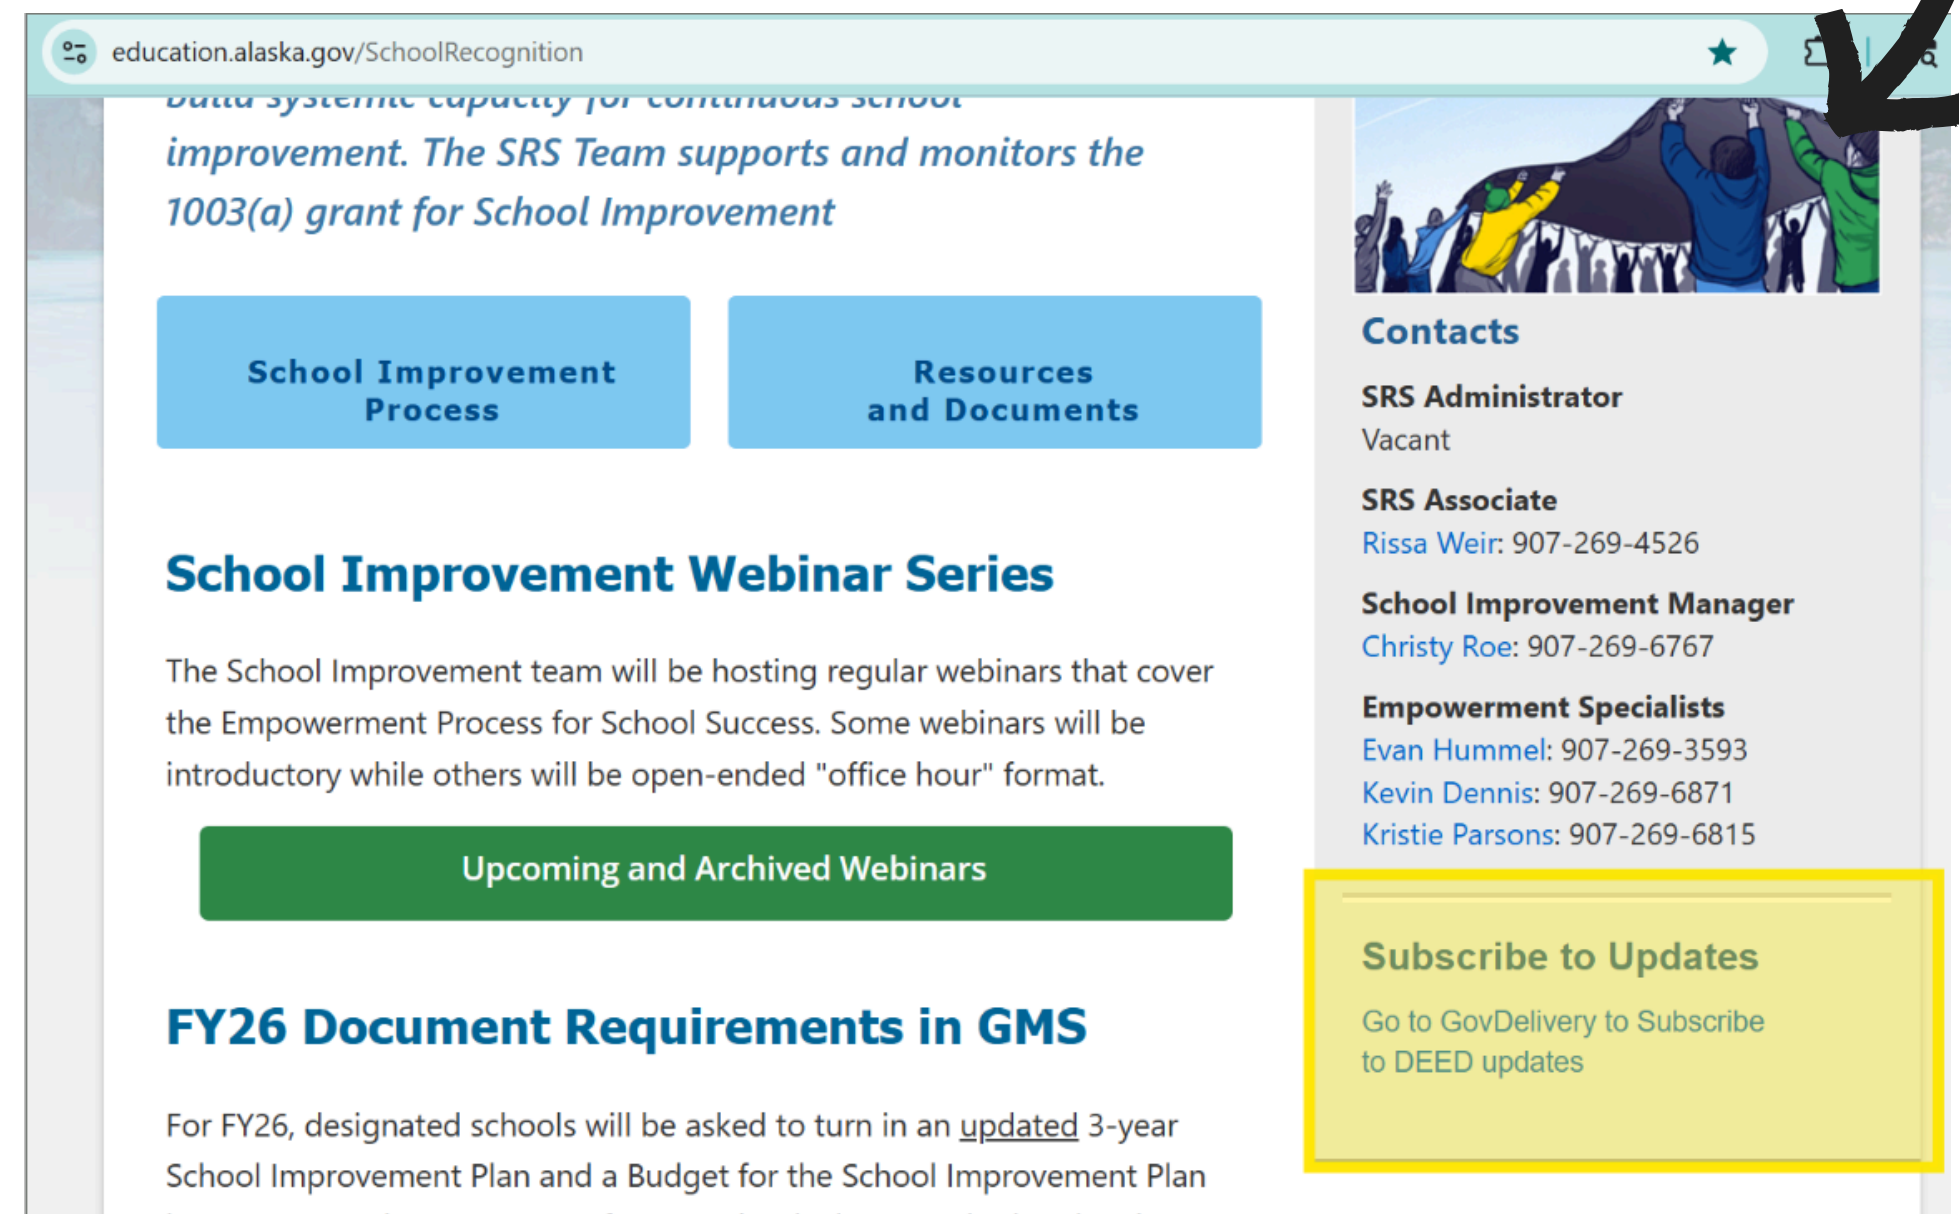 education.alaska.gov/SchoolRecognition
build systemic capacity for continuous school
improvement. The SRS Team supports and monitors the
1003(a) grant for School Improvement
School Improvement
Process
Resources
and Documents
School Improvement Webinar Series
The School Improvement team will be hosting regular webinars that cover
the Empowerment Process for School Success. Some webinars will be
introductory while others will be open-ended "office hour" format.
Upcoming and Archived Webinars
FY26 Document Requirements in GMS
For FY26, designated schools will be asked to turn in an updated 3-year
School Improvement Plan and a Budget for the School Improvement Plan
Contacts
SRS Administrator
Vacant
SRS Associate
Rissa Weir: 907-269-4526
School Improvement Manager
Christy Roe: 907-269-6767
Empowerment Specialists
Evan Hummel: 907-269-3593
Kevin Dennis: 907-269-6871
Kristie Parsons: 907-269-6815
Subscribe to Updates
Go to GovDelivery to Subscribe
to DEED updates